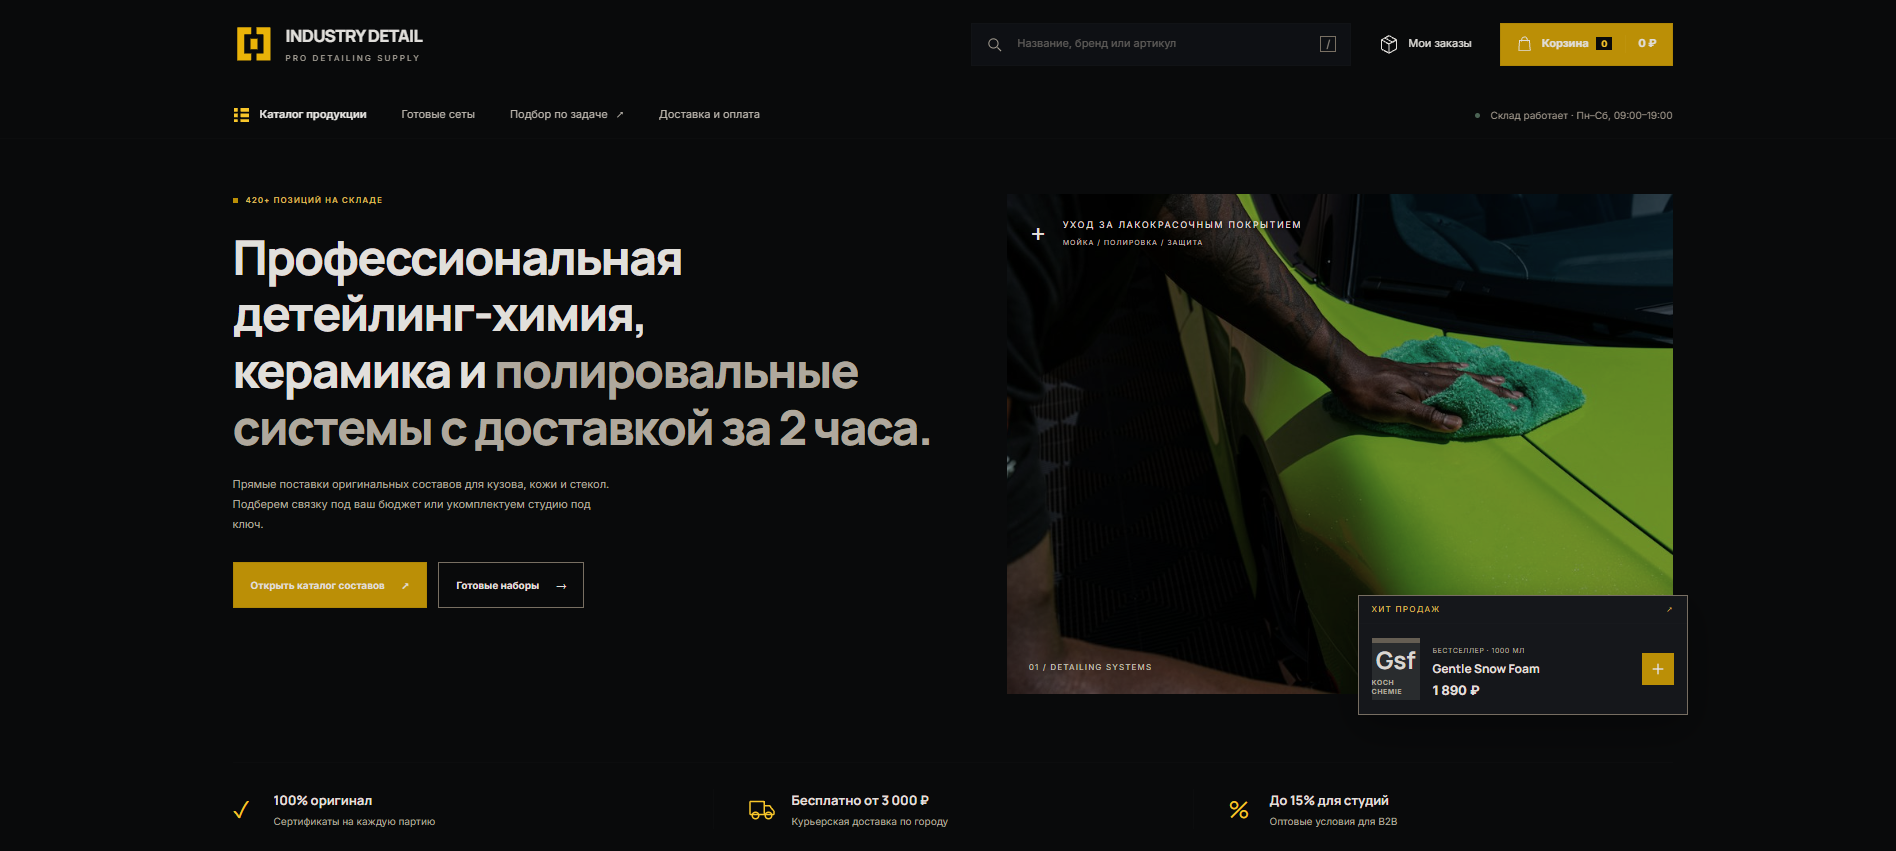 INDUSTRY DETAIL
PRO DETAILING SUPPLY
Название, бренд или артикул
/
Мои заказы
Корзина 0 0 ₽
Каталог продукции
Готовые сеты
Подбор по задаче ↗
Доставка и оплата
Склад работает · Пн–Сб, 09:00–19:00
420+ ПОЗИЦИЙ НА СКЛАДЕ
Профессиональная
детейлинг-химия,
керамика и полировальные
системы с доставкой за 2 часа.
Прямые поставки оригинальных составов для кузова, кожи и стекол.
Подберем связку под ваш бюджет или укомплектуем студию под
ключ.
Открыть каталог составов ↗
Готовые наборы →
+
УХОД ЗА ЛАКОКРАСОЧНЫМ ПОКРЫТИЕМ
МОЙКА / ПОЛИРОВКА / ЗАЩИТА
01 / DETAILING SYSTEMS
ХИТ ПРОДАЖ ↗
Gsf
KOCH
CHEMIE
БЕСТСЕЛЛЕР · 1000 МЛ
Gentle Snow Foam
1 890 ₽
+
100% оригинал
Сертификаты на каждую партию
Бесплатно от 3 000 ₽
Курьерская доставка по городу
До 15% для студий
Оптовые условия для B2B